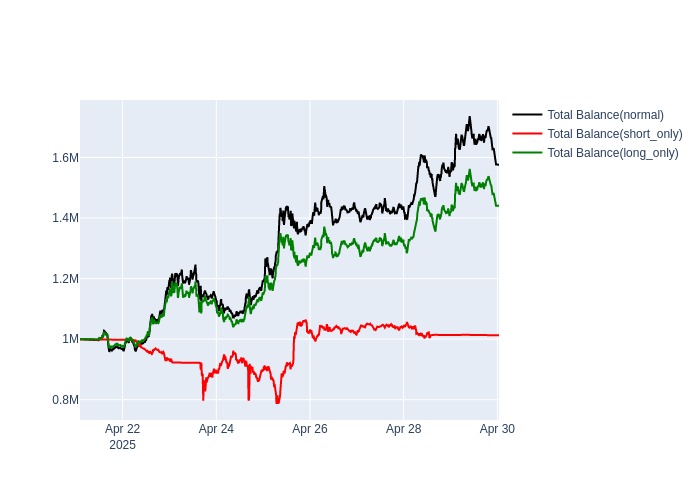 Total Balance(normal)
Total Balance(short_only)
Total Balance(long_only)
1.6M
1.4M
1.2M
1M
0.8M
Apr 22
2025
Apr 24
Apr 26
Apr 28
Apr 30